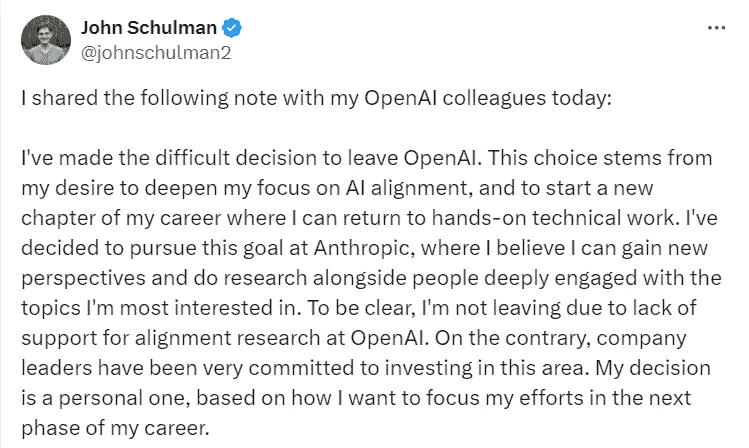 John Schulman
@johnschulman2
I shared the following note with my OpenAI colleagues today:
I've made the difficult decision to leave OpenAI. This choice stems from
my desire to deepen my focus on AI alignment, and to start a new
chapter of my career where I can return to hands-on technical work. I've
decided to pursue this goal at Anthropic, where I believe I can gain new
perspectives and do research alongside people deeply engaged with the
topics I'm most interested in. To be clear, I'm not leaving due to lack of
support for alignment research at OpenAI. On the contrary, company
leaders have been very committed to investing in this area. My decision
is a personal one, based on how I want to focus my efforts in the next
phase of my career.